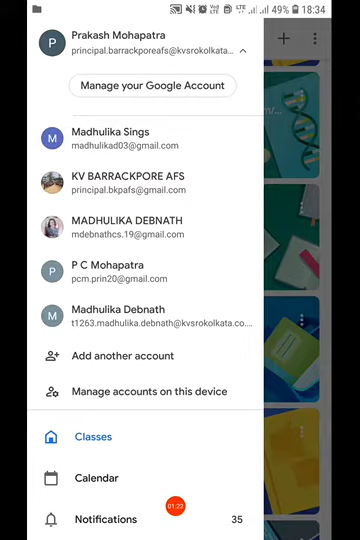 LTE 49% 18:34
P
Prakash Mohapatra
principal.barrackporeafs@kvsrokolkata...
Manage your Google Account
M
Madhulika Sings
madhulikad03@gmail.com
KV BARRACKPORE AFS
principal.bkpafs@gmail.com
MADHULIKA DEBNATH
mdebnathcs.19@gmail.com
P
P C Mohapatra
pcm.prin20@gmail.com
M
Madhulika Debnath
t1263.madhulika.debnath@kvsrokolkata.co...
Add another account
Manage accounts on this device
Classes
Calendar
01:22
Notifications 35